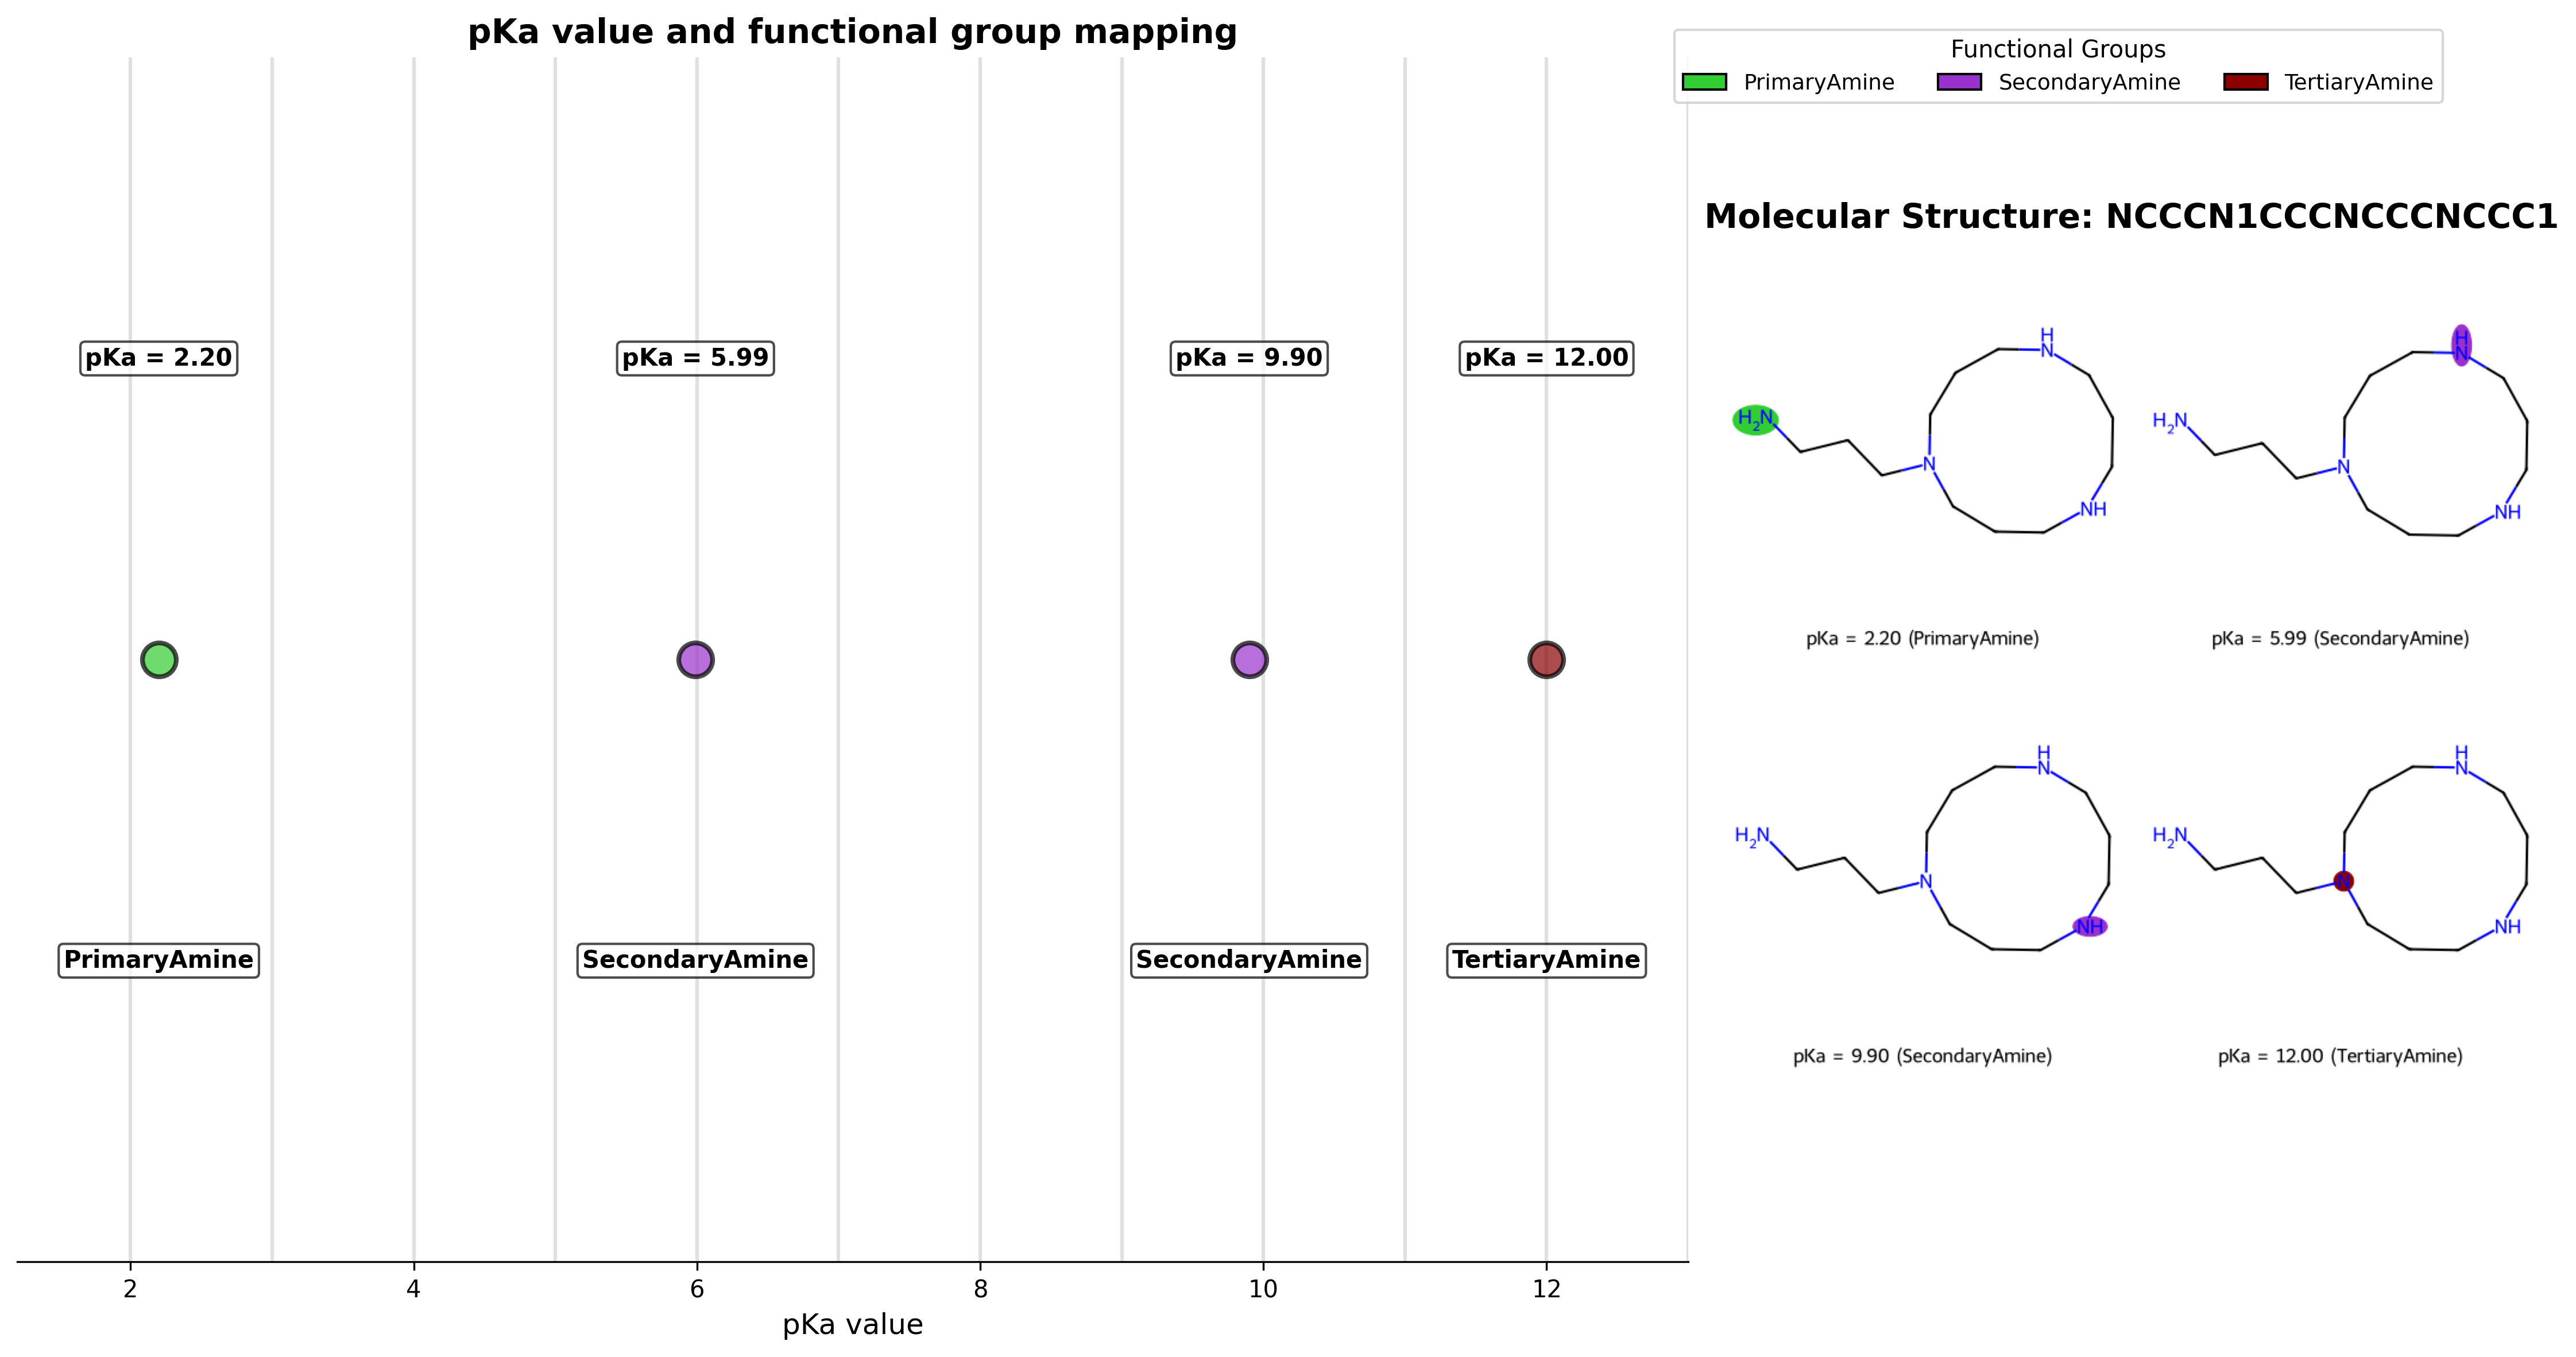 pKa value and functional group mapping
Functional Groups
PrimaryAmine SecondaryAmine TertiaryAmine
Molecular Structure: NCCCN1CCCNCCCNCCC1
pKa = 2.20 pKa = 5.99 pKa = 9.90 pKa = 12.00
PrimaryAmine SecondaryAmine SecondaryAmine TertiaryAmine
2 4 6 8 10 12
pKa value
H
N
H2N
N
NH
pKa = 2.20 (PrimaryAmine)
H
N
H2N
N
NH
pKa = 5.99 (SecondaryAmine)
H
N
H2N
N
NH
pKa = 9.90 (SecondaryAmine)
H
N
H2N
N
NH
pKa = 12.00 (TertiaryAmine)